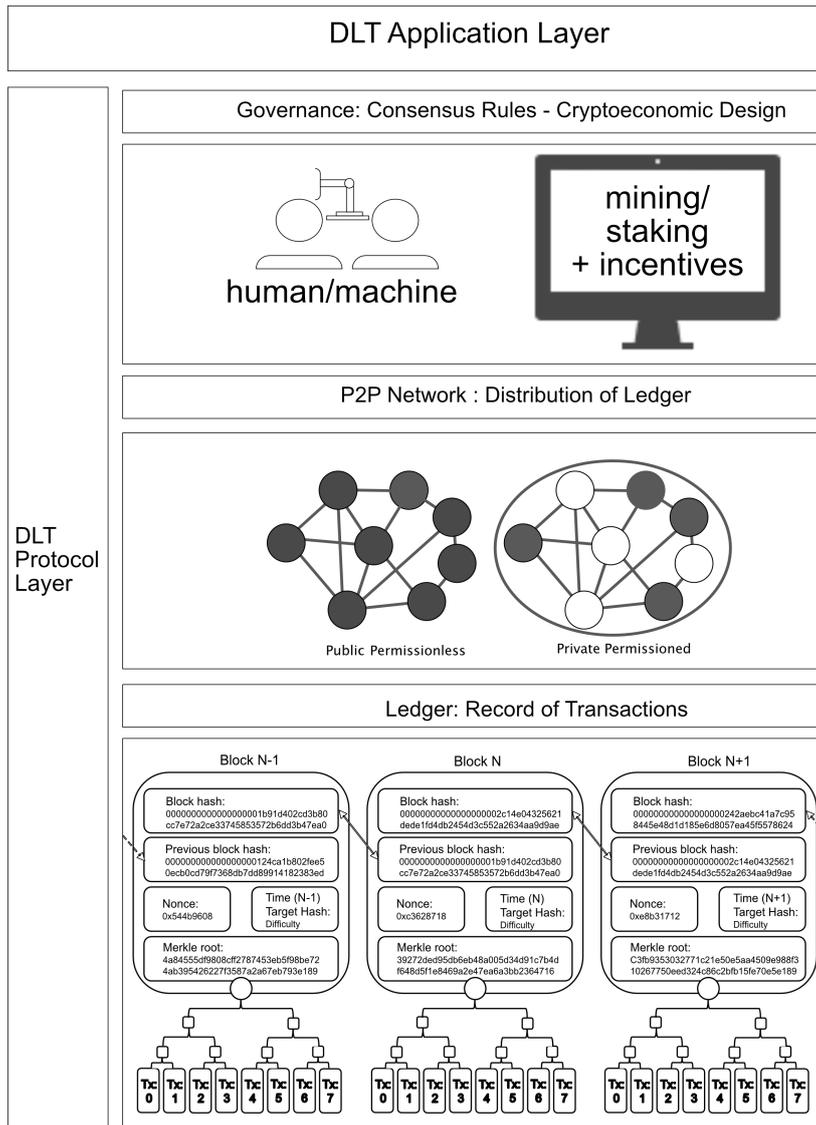 DLT Application Layer
DLT
Protocol
Layer
Governance: Consensus Rules - Cryptoeconomic Design
human/machine
mining/
staking
+ incentives
P2P Network : Distribution of Ledger
Public Permissionless
Private Permissioned
Ledger: Record of Transactions
Block N-1
Block hash:
0000000000000000001b91d402cd3b80
cc7e72a2ce33745853572b6dd3b47ea0
Previous block hash:
000000000000000000124ca1b802fee5
0ecb0cd79f7368db7dd89914182383ed
Nonce:
0x544b9608
Time (N-1)
Target Hash:
Difficulty
Merkle root:
4a84555df9808cff2787453eb5f98be72
4ab395426227f3587a2a67eb793e189
Tx:
0
Tx:
1
Tx:
2
Tx:
3
Tx:
4
Tx:
5
Tx:
6
Tx:
7
Block N
Block hash:
00000000000000000002c14e04325621
dede1fd4db2454d3c552a2634aa9d9ae
Previous block hash:
0000000000000000001b91d402cd3b80
cc7e72a2ce33745853572b6dd3b47ea0
Nonce:
0xc3628718
Time (N)
Target Hash:
Difficulty
Merkle root:
39272ded95db6eb48a005d34d91c7b4d
f648d5f1e8469a2e47ea6a3bb2364716
Tx:
0
Tx:
1
Tx:
2
Tx:
3
Tx:
4
Tx:
5
Tx:
6
Tx:
7
Block N+1
Block hash:
00000000000000000000242aebc41a7c95
8445e48d1d185e6d8057ea45f5578624
Previous block hash:
00000000000000000002c14e04325621
dede1fd4db2454d3c552a2634aa9d9ae
Nonce:
0xe8b31712
Time (N+1)
Target Hash:
Difficulty
Merkle root:
C3fb9353032771c21e50e5aa4509e988f3
10267750eed324c86c2bfb15fe70e5e189
Tx:
0
Tx:
1
Tx:
2
Tx:
3
Tx:
4
Tx:
5
Tx:
6
Tx:
7